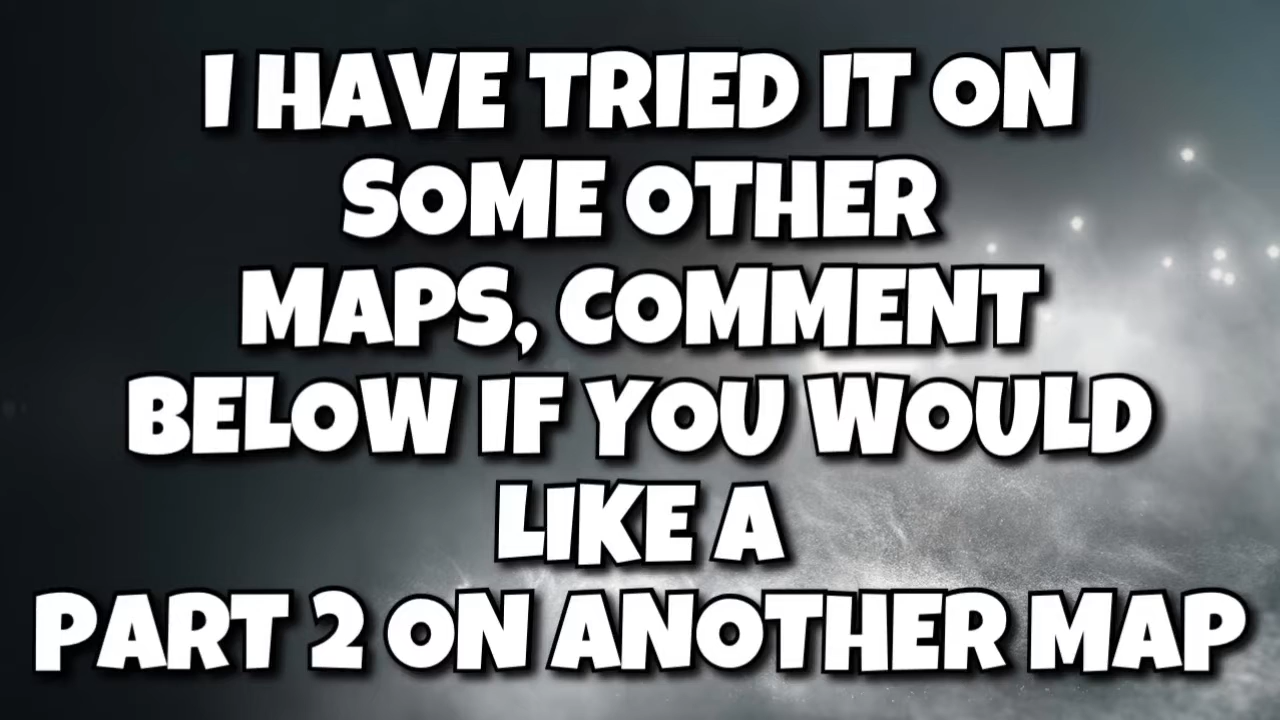 I HAVE TRIED IT ON
SOME OTHER
MAPS, COMMENT
BELOW IF YOU WOULD
LIKE A
PART 2 ON ANOTHER MAP